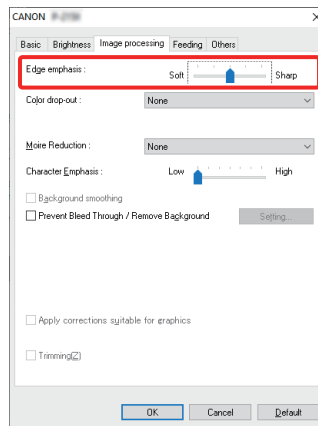 CANON
Basic Brightness Image processing Feeding Others
Edge emphasis :
Soft Sharp
Color drop-out : None
Moire Reduction : None
Character Emphasis : Low High
Background smoothing
Prevent Bleed Through / Remove Background Setting...
Apply corrections suitable for graphics
Trimming(Z)
OK Cancel Default